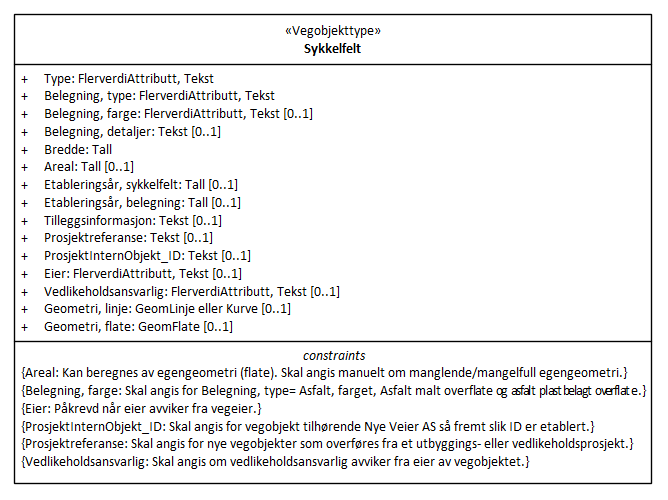 «Vegobjekttype»
Sykkelfelt
+ Type: FlerverdiAttributt, Tekst
+ Belegning, type: FlerverdiAttributt, Tekst
+ Belegning, farge: FlerverdiAttributt, Tekst [0..1]
+ Belegning, detaljer: Tekst [0..1]
+ Bredde: Tall
+ Areal: Tall [0..1]
+ Etableringsår, sykkelfelt: Tall [0..1]
+ Etableringsår, belegning: Tall [0..1]
+ Tilleggsinformasjon: Tekst [0..1]
+ Prosjektreferanse: Tekst [0..1]
+ ProsjektInternObjekt_ID: Tekst [0..1]
+ Eier: FlerverdiAttributt, Tekst [0..1]
+ Vedlikeholdsansvarlig: FlerverdiAttributt, Tekst [0..1]
+ Geometri, linje: GeomLinje eller Kurve [0..1]
+ Geometri, flate: GeomFlate [0..1]
constraints
{Areal: Kan beregnes av egengeometri (flate). Skal angis manuelt om manglende/mangelfull egengeometri.}
{Belegning, farge: Skal angis for Belegning, type= Asfalt, farget, Asfalt malt overflate og asfalt plastbelagt overflate.}
{Eier: Påkrevd når eier avviker fra vegeier.}
{ProsjektInternObjekt_ID: Skal angis for vegobjekt tilhørende Nye Veier AS så fremt slik ID er etablert.}
{Prosjektreferanse: Skal angis for nye vegobjekter som overføres fra et utbyggings- eller vedlikeholdsprosjekt.}
{Vedlikeholdsansvarlig: Skal angis om vedlikeholdsansvarlig avviker fra eier av vegobjektet.}